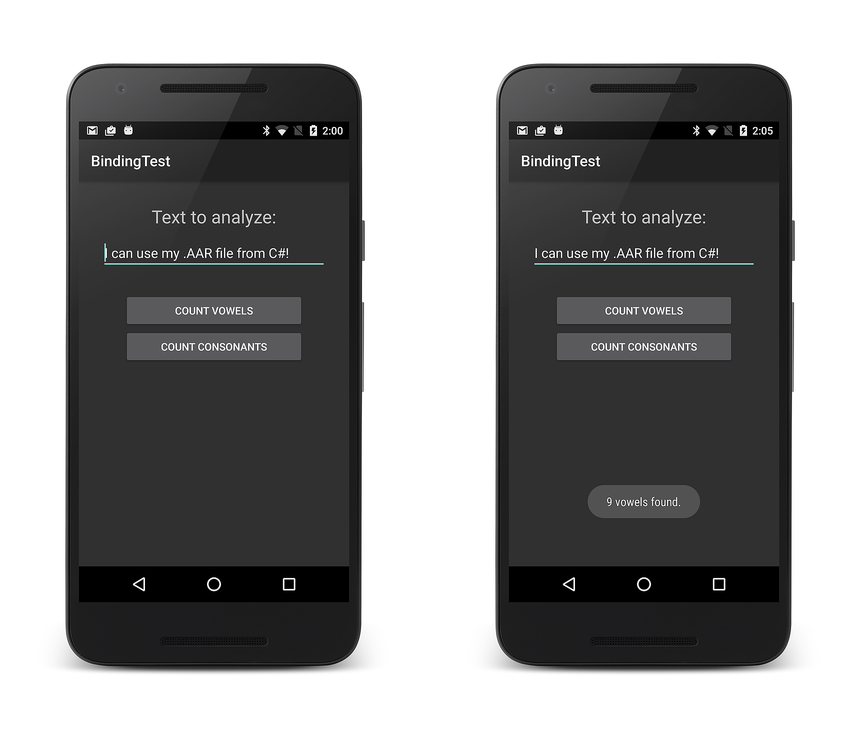 2:00
BindingTest
Text to analyze:
I can use my .AAR file from C#!
COUNT VOWELS
COUNT CONSONANTS
2:05
BindingTest
Text to analyze:
I can use my .AAR file from C#!
COUNT VOWELS
COUNT CONSONANTS
9 vowels found.